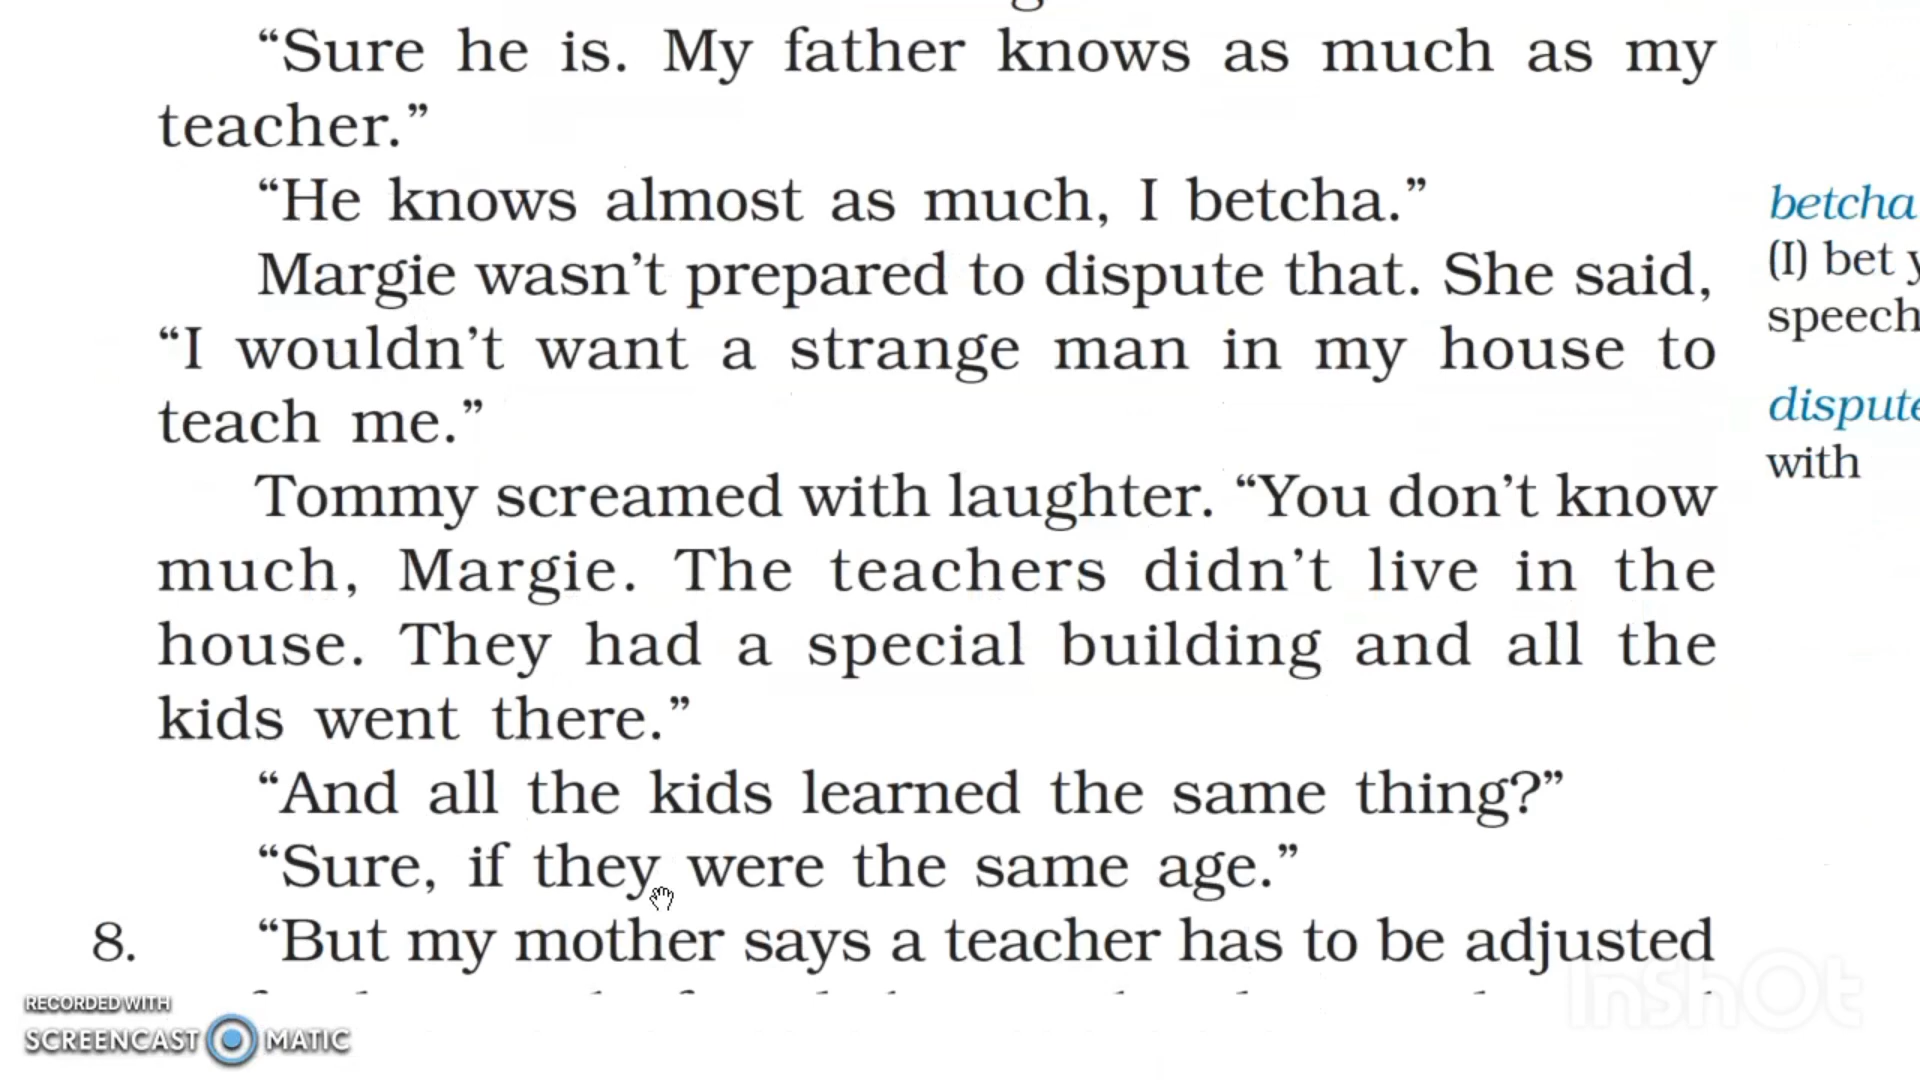 “Sure he is. My father knows as much as my
teacher.”
“He knows almost as much, I betcha.”
Margie wasn’t prepared to dispute that. She said,
“I wouldn’t want a strange man in my house to
teach me.”
Tommy screamed with laughter. “You don’t know
much, Margie. The teachers didn’t live in the
house. They had a special building and all the
kids went there.”
“And all the kids learned the same thing?”
“Sure, if they were the same age.”
8. “But my mother says a teacher has to be adjusted
betcha
(I) bet y
speech
dispute
with
RECORDED WITH
SCREENCAST MATIC
InShOt